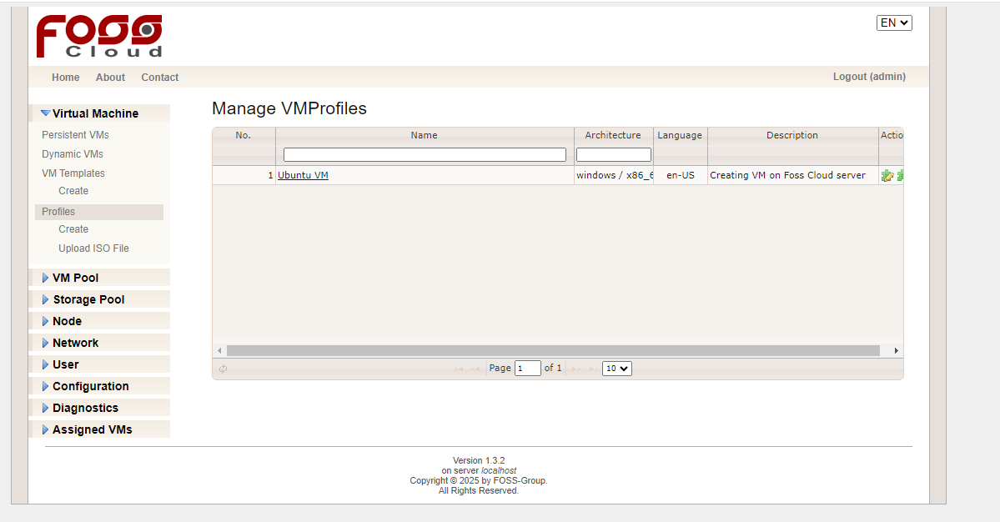 FOSS
Cloud
EN
Home About Contact
Logout (admin)
Virtual Machine
Persistent VMs
Dynamic VMs
VM Templates
Create
Profiles
Create
Upload ISO File
VM Pool
Storage Pool
Node
Network
User
Configuration
Diagnostics
Assigned VMs
Manage VMProfiles
No. Name Architecture Language Description Actio
1 Ubuntu VM windows / x86_6 en-US Creating VM on Foss Cloud server
Page 1 of 1 10
Version 1.3.2
on server localhost
Copyright © 2025 by FOSS-Group.
All Rights Reserved.